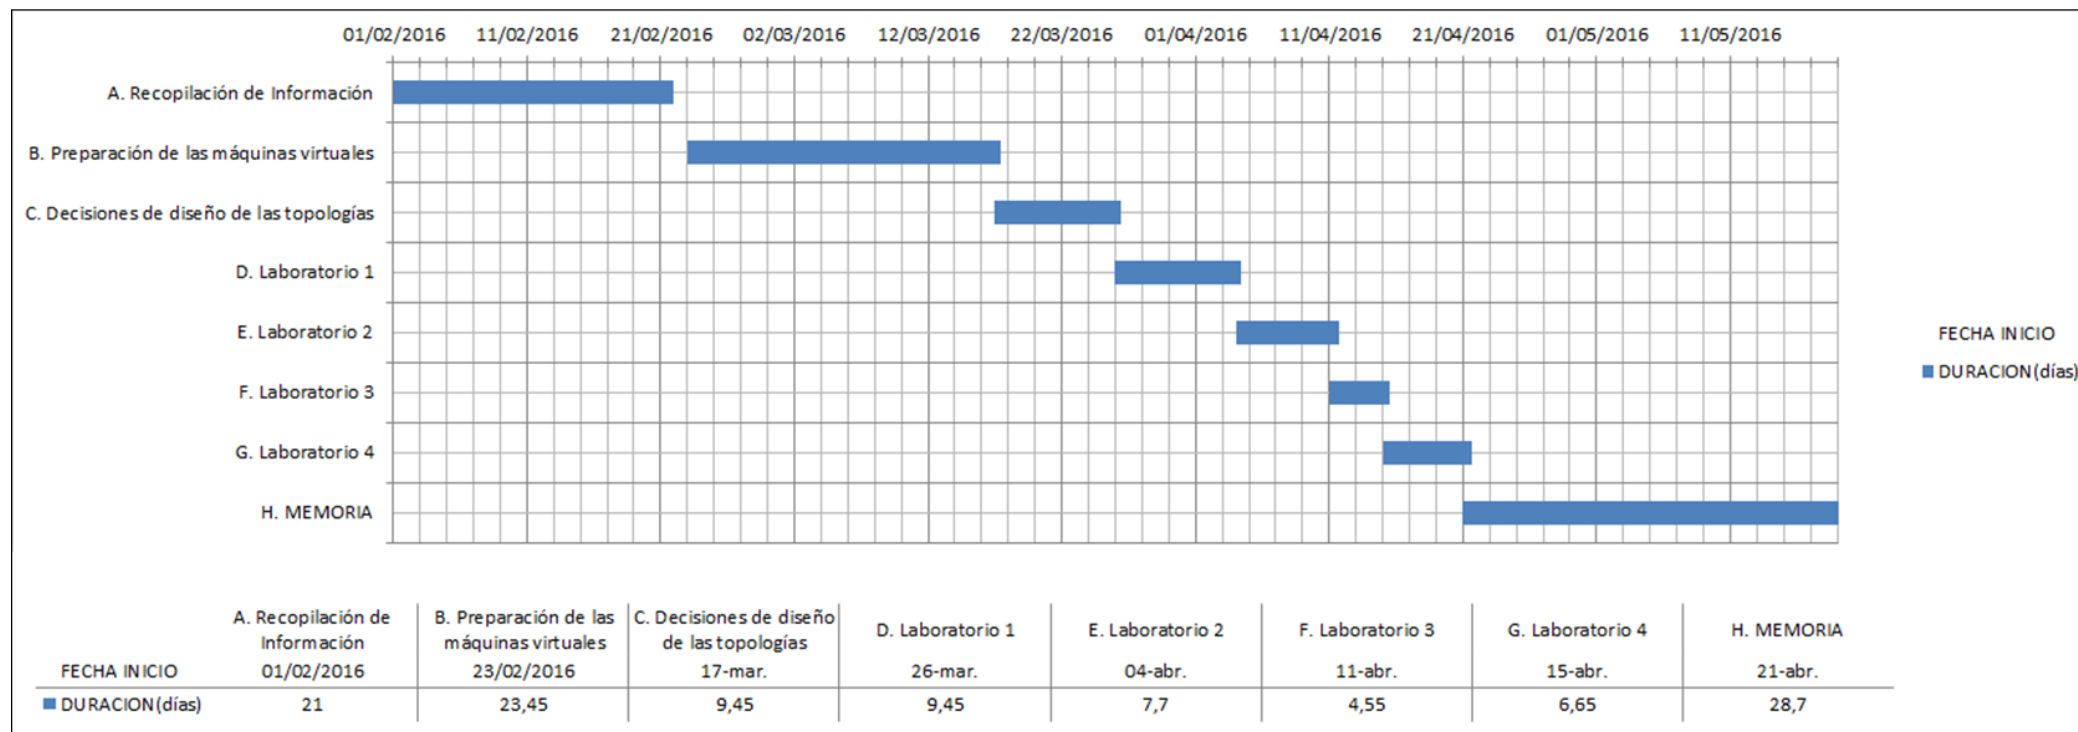 01/02/2016 11/02/2016 21/02/2016 02/03/2016 12/03/2016 22/03/2016 01/04/2016 11/04/2016 21/04/2016 01/05/2016 11/05/2016
A. Recopilación de Información
B. Preparación de las máquinas virtuales
C. Decisiones de diseño de las topologías
D. Laboratorio 1
E. Laboratorio 2
F. Laboratorio 3
G. Laboratorio 4
H. MEMORIA
FECHA INICIO
DURACION(días)
A. Recopilación de Información
B. Preparación de las máquinas virtuales
C. Decisiones de diseño de las topologías
D. Laboratorio 1
E. Laboratorio 2
F. Laboratorio 3
G. Laboratorio 4
H. MEMORIA
FECHA INICIO 01/02/2016 23/02/2016 17-mar. 26-mar. 04-abr. 11-abr. 15-abr. 21-abr.
DURACION(días) 21 23,45 9,45 9,45 7,7 4,55 6,65 28,7